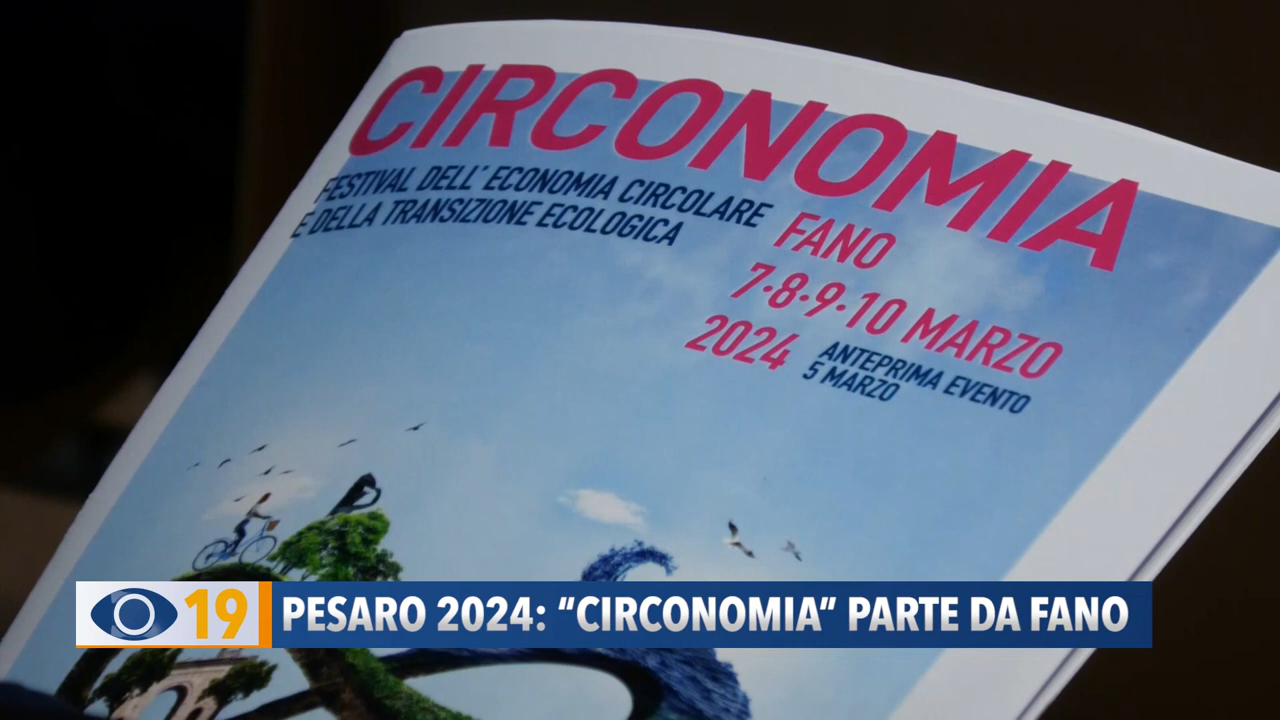 CIRCONOMIA
FESTIVAL DELL' ECONOMIA CIRCOLARE
E DELLA TRANSIZIONE ECOLOGICA
FANO
7•8•9•10 MARZO
2024
ANTEPRIMA EVENTO
5 MARZO
19
PESARO 2024: “CIRCONOMIA“ PARTE DA FANO